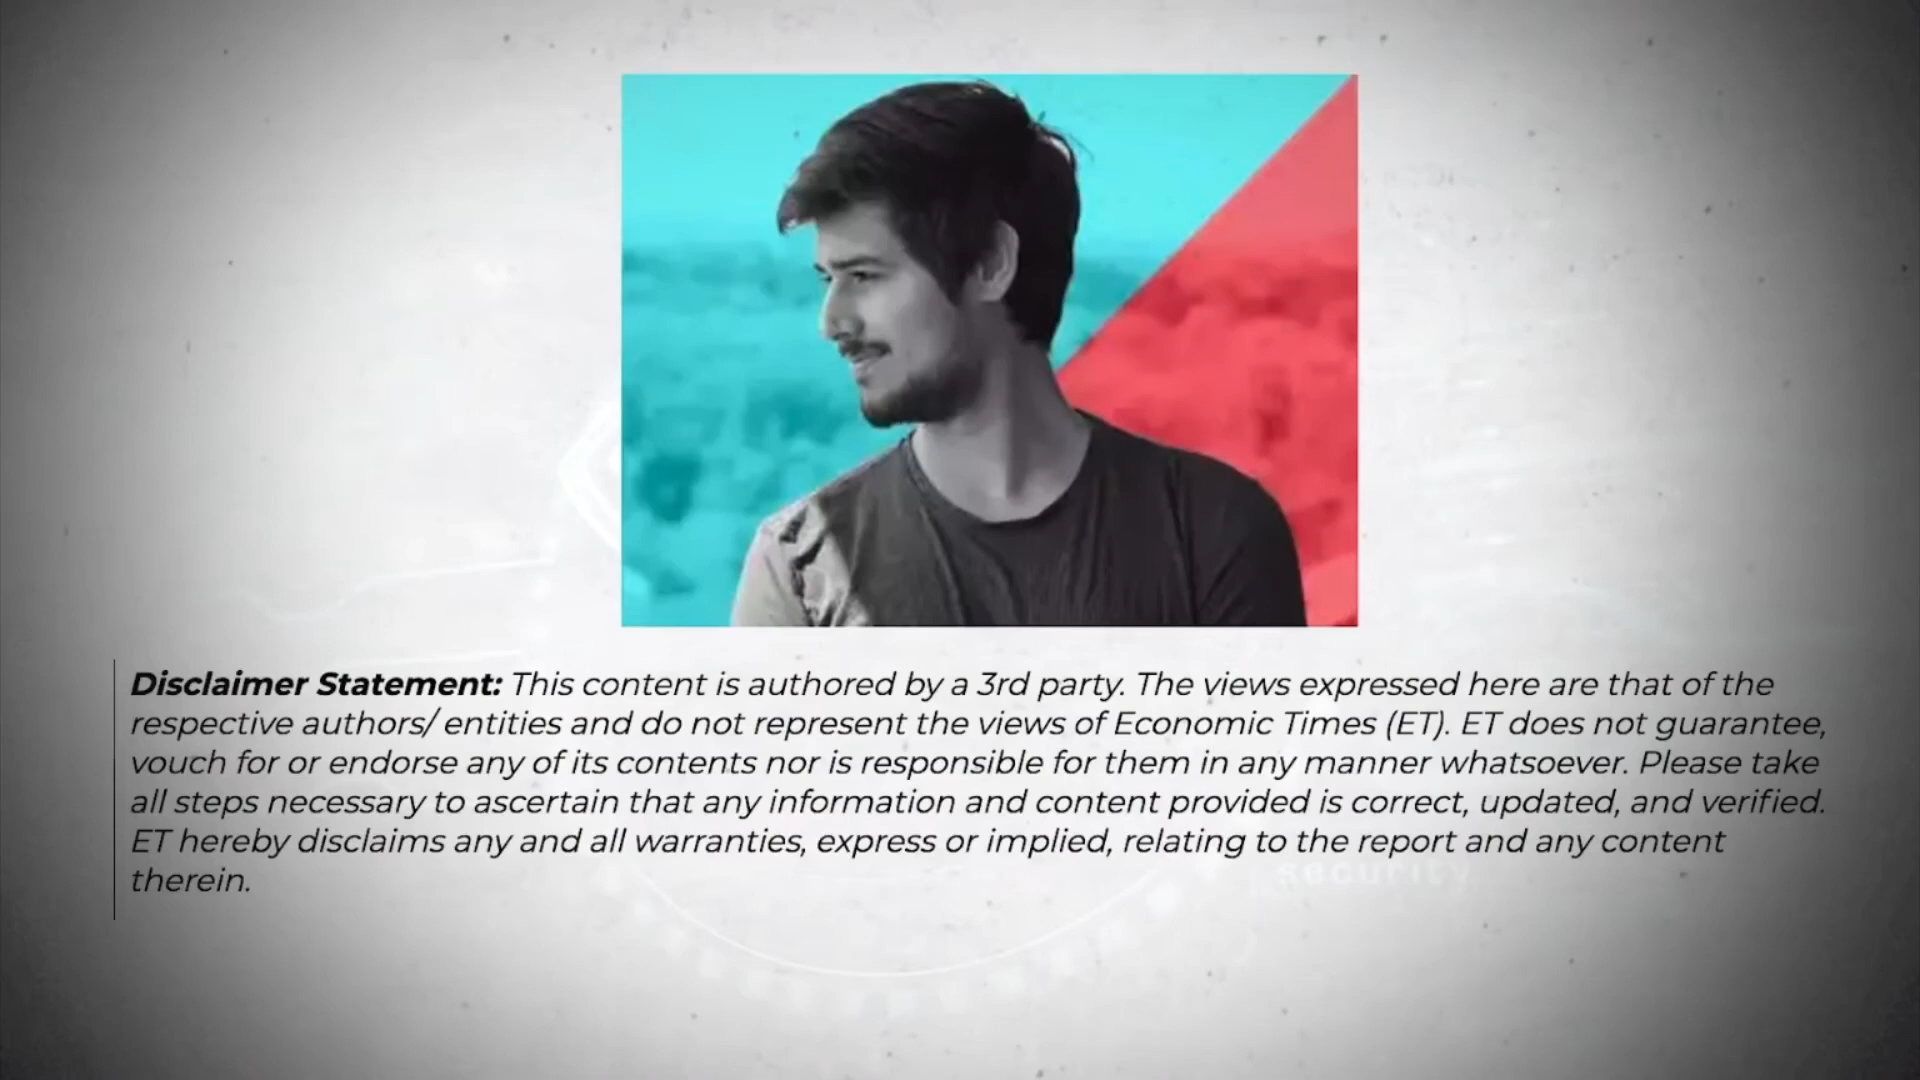 Disclaimer Statement: This content is authored by a 3rd party. The views expressed here are that of the
respective authors/ entities and do not represent the views of Economic Times (ET). ET does not guarantee,
vouch for or endorse any of its contents nor is responsible for them in any manner whatsoever. Please take
all steps necessary to ascertain that any information and content provided is correct, updated, and verified.
ET hereby disclaims any and all warranties, express or implied, relating to the report and any content
therein.
security